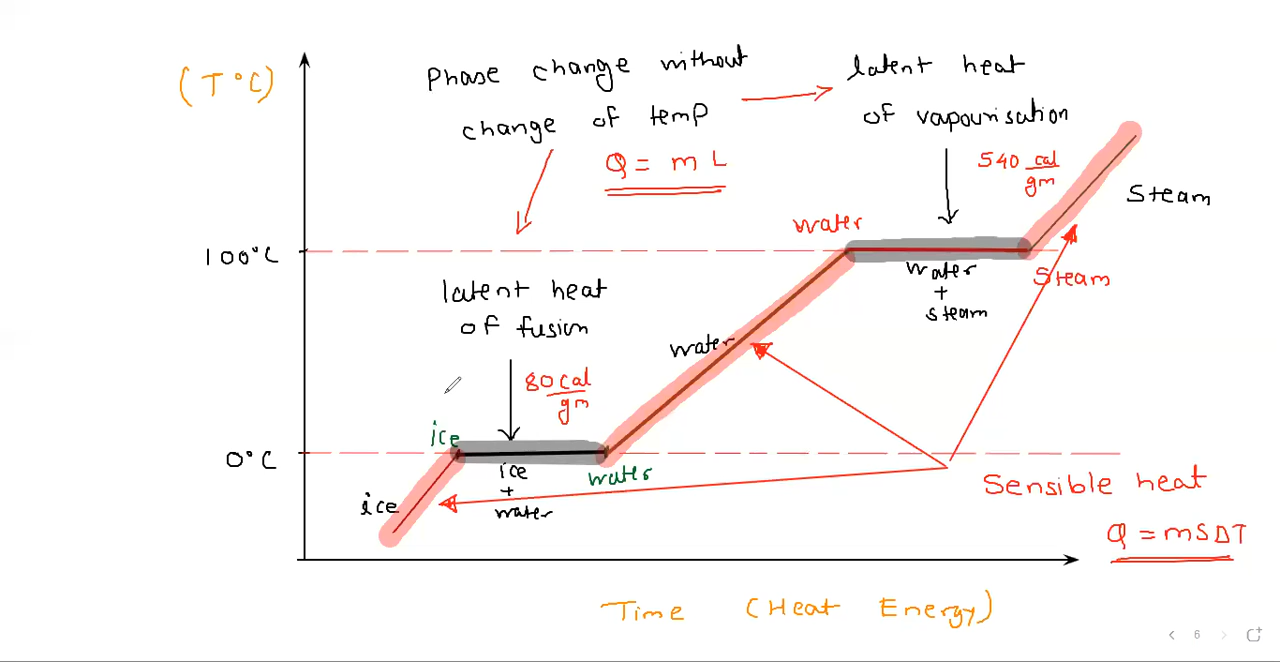 (T°C)
Phase change without
change of temp
Q = m L
latent heat
of vapourisation
540 cal
gm
Steam
water
100°C
water
+
steam
Steam
latent heat
of fusion
80 cal
gm
water
ice
0°C
ice
+
water
water
ice
Sensible heat
Q = mSΔT
Time (Heat Energy)
6